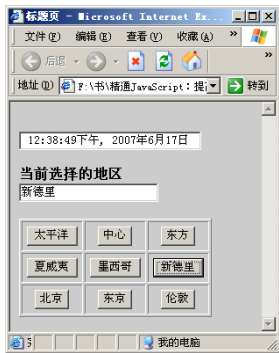 标题页 - Microsoft Internet Ex...
文件(F) 编辑(E) 查看(V) 收藏(A) »
后退 »
地址(D) F:\书\精通JavaScript：提 转到
12:38:49下午, 2007年6月17日
当前选择的地区
新德里
太平洋 中心 东方
夏威夷 墨西哥 新德里
北京 东京 伦敦
我的电脑